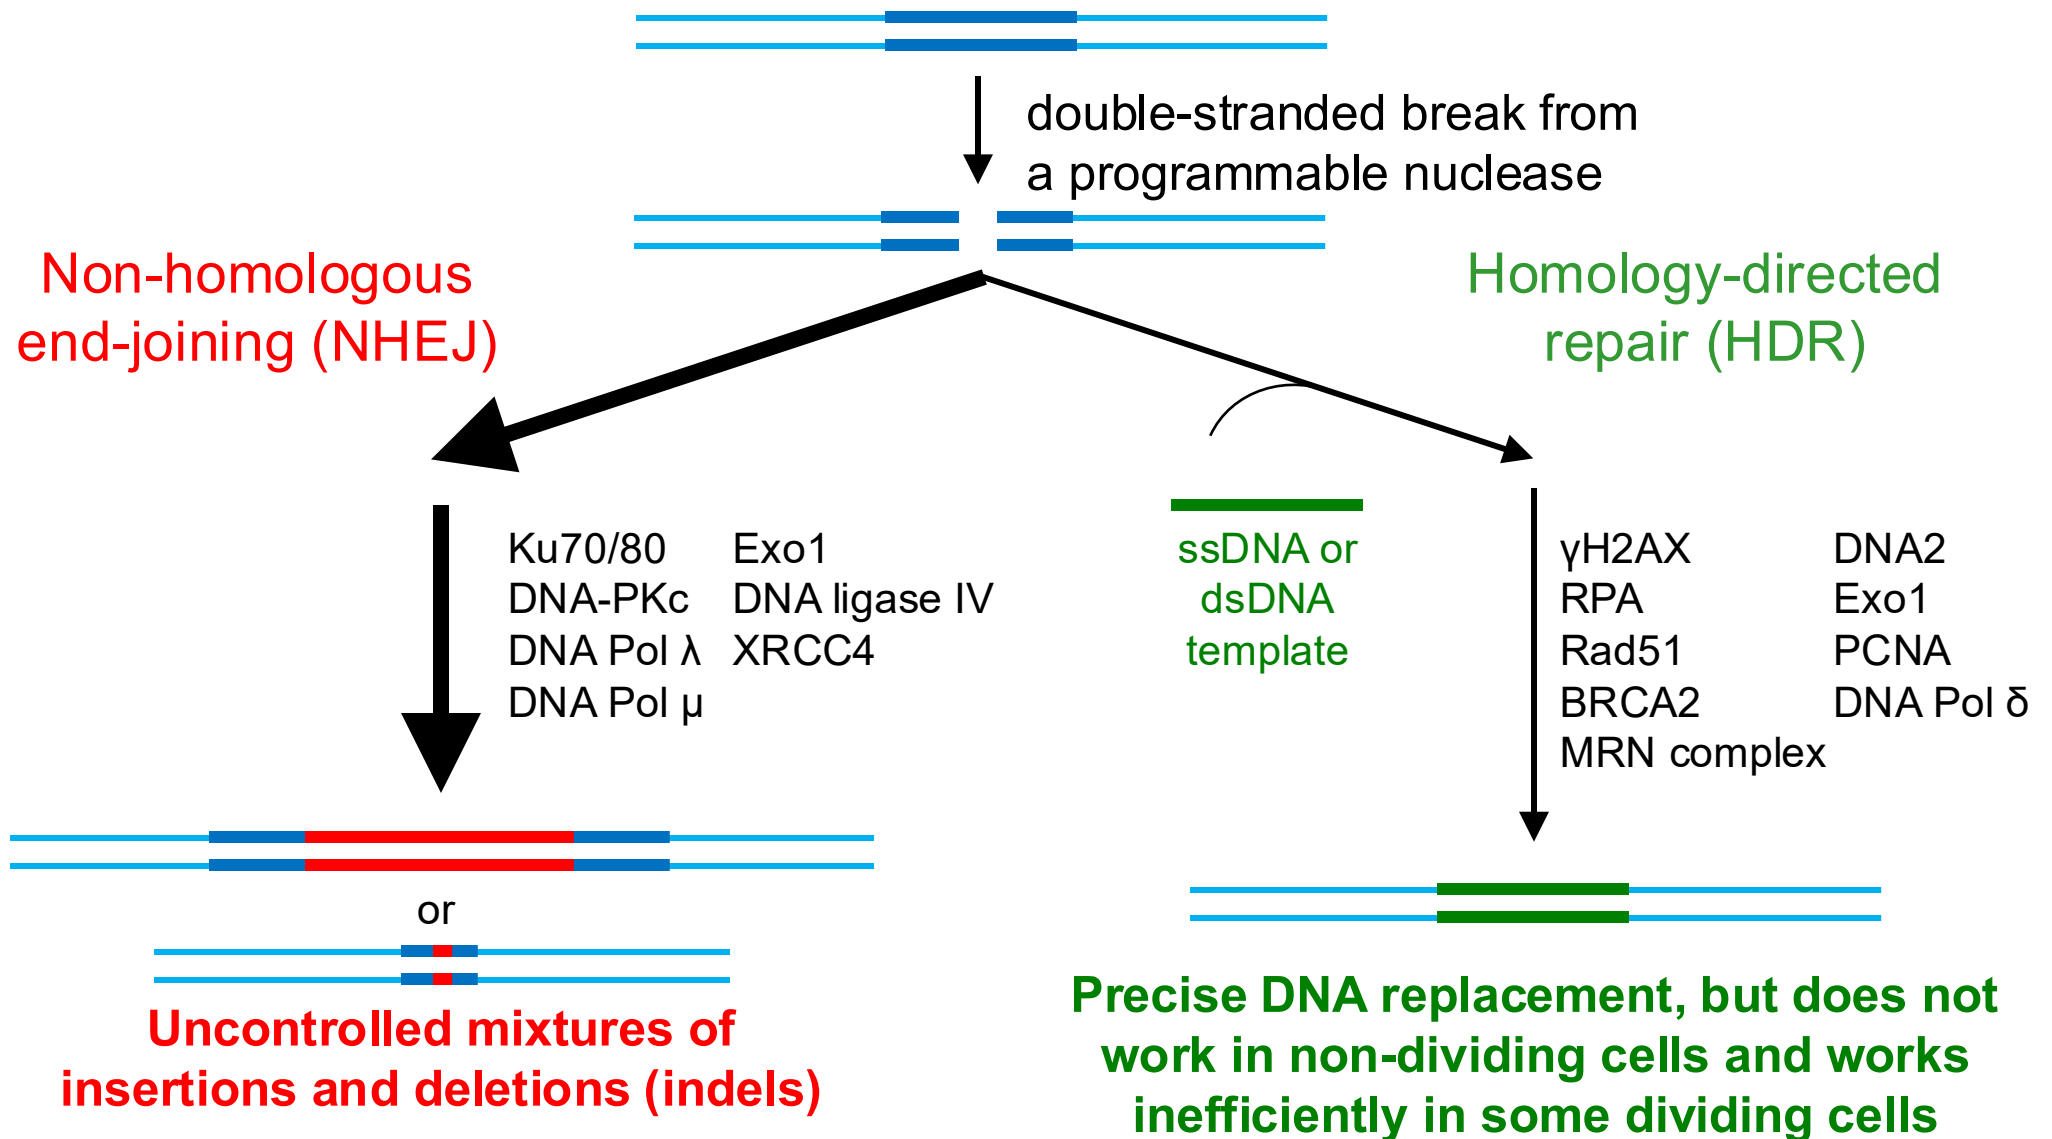 double-stranded break from
a programmable nuclease
Non-homologous
end-joining (NHEJ)
Homology-directed
repair (HDR)
Ku70/80 Exo1
DNA-PKc DNA ligase IV
DNA Pol λ XRCC4
DNA Pol μ
ssDNA or
dsDNA
template
γH2AX DNA2
RPA Exo1
Rad51 PCNA
BRCA2 DNA Pol δ
MRN complex
or
Uncontrolled mixtures of
insertions and deletions (indels)
Precise DNA replacement, but does not
work in non-dividing cells and works
inefficiently in some dividing cells